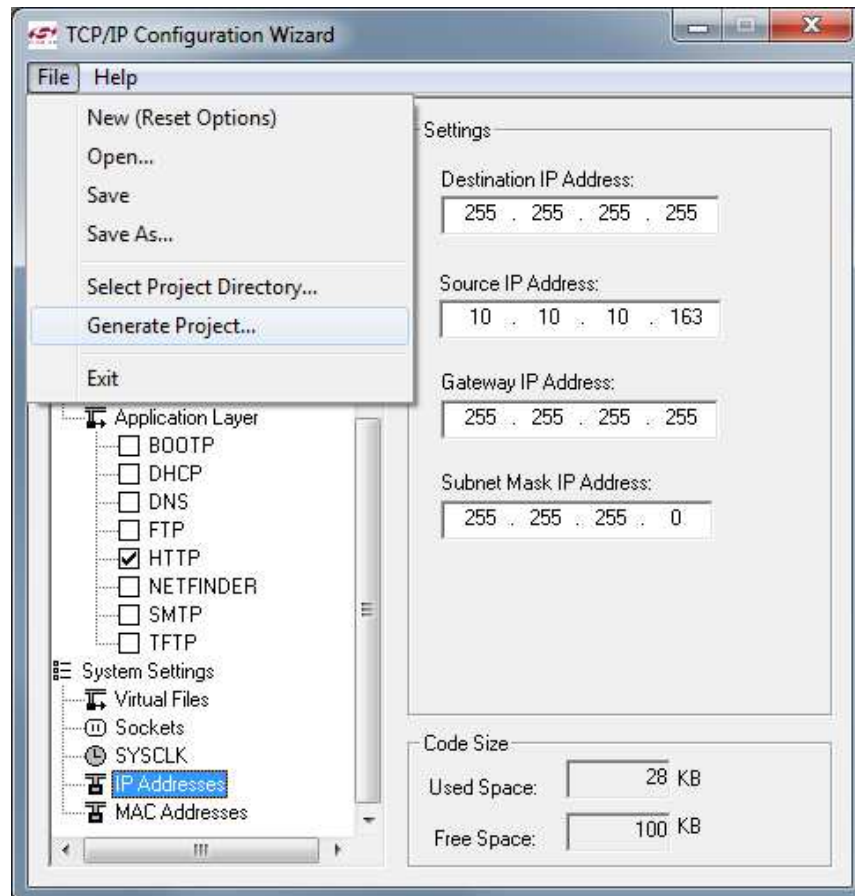 TCP/IP Configuration Wizard
File Help
New (Reset Options)
Open...
Save
Save As...
Select Project Directory...
Generate Project...
Exit
Application Layer
BOOTP
DHCP
DNS
FTP
HTTP
NETFINDER
SMTP
TFTP
System Settings
Virtual Files
Sockets
SYSCLK
IP Addresses
MAC Addresses
Settings
Destination IP Address:
255 . 255 . 255 . 255
Source IP Address:
10 . 10 . 10 . 163
Gateway IP Address:
255 . 255 . 255 . 255
Subnet Mask IP Address:
255 . 255 . 255 . 0
Code Size
Used Space: 28 KB
Free Space: 100 KB